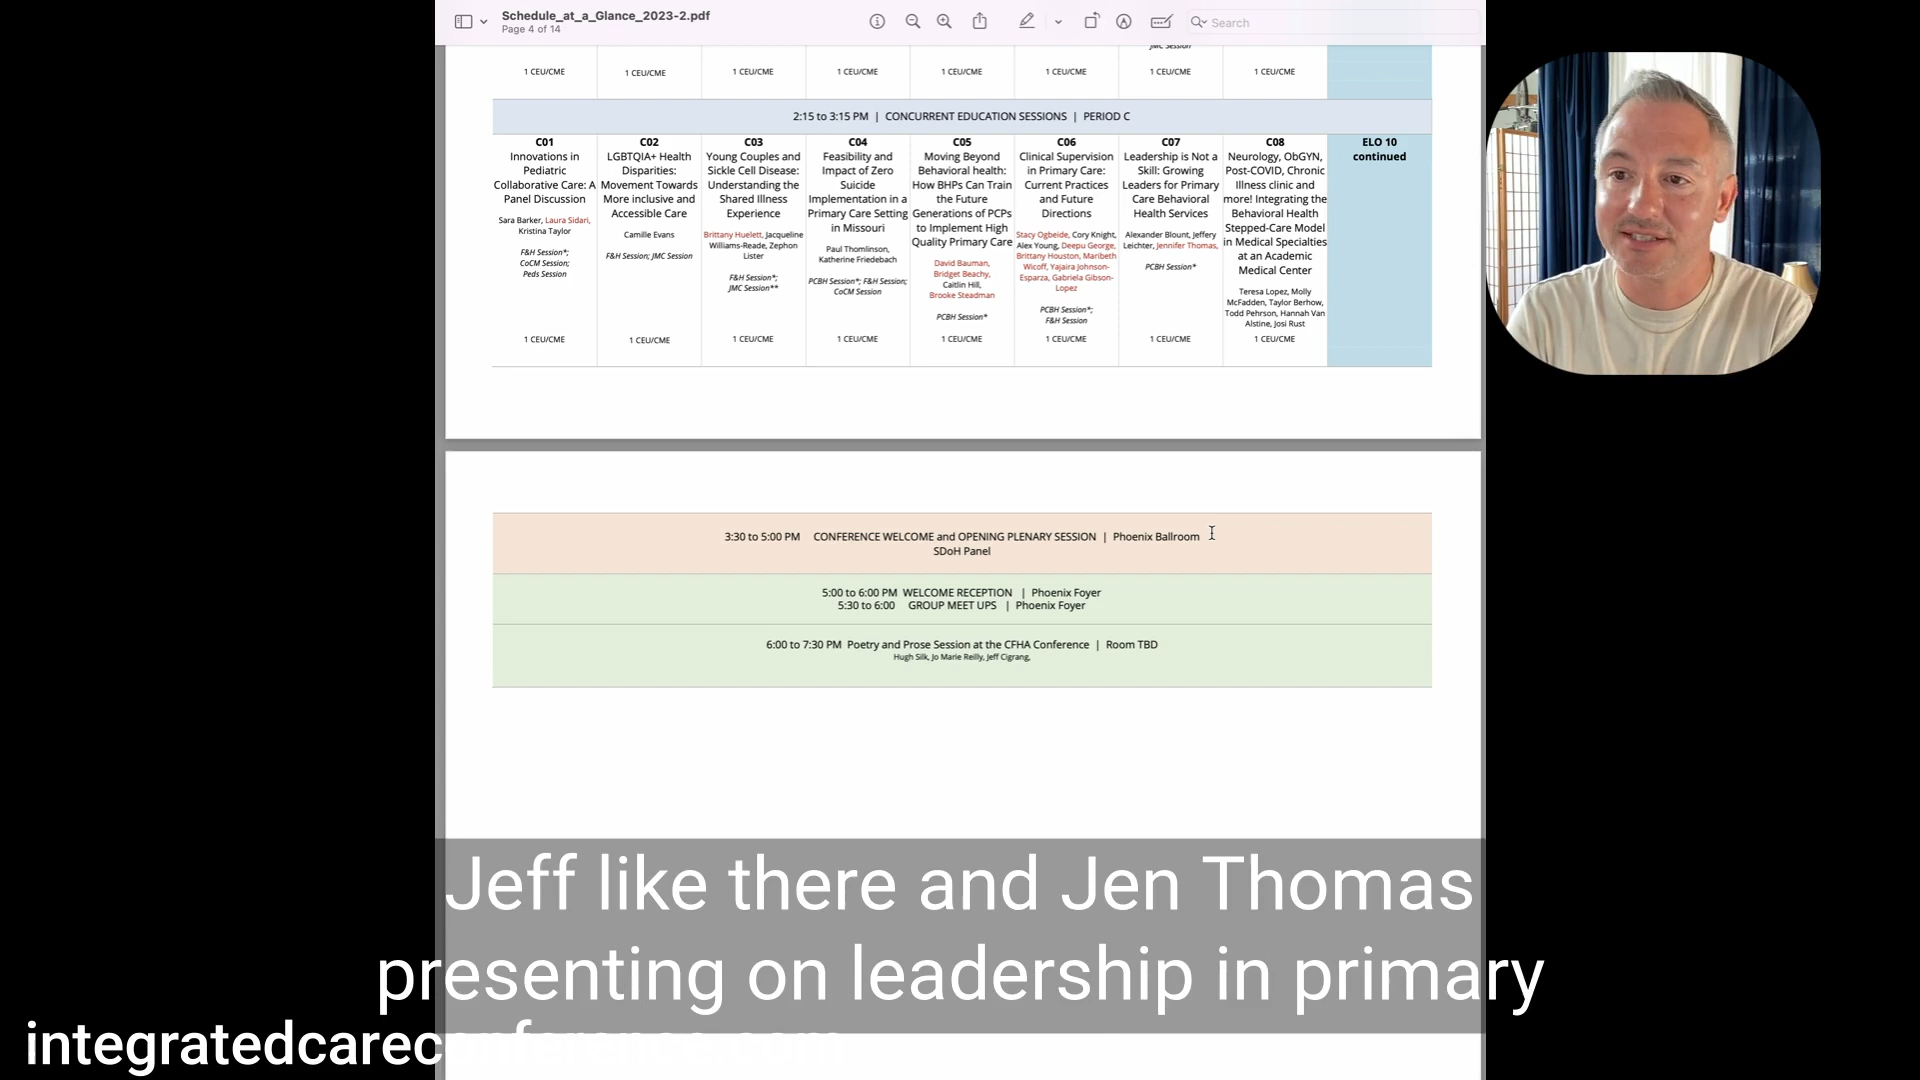 Schedule_at_a_Glance_2023-2.pdf
Page 4 of 14
Search
JMC Session
1 CEU/CME
1 CEU/CME
1 CEU/CME
1 CEU/CME
1 CEU/CME
1 CEU/CME
1 CEU/CME
1 CEU/CME
2:15 to 3:15 PM | CONCURRENT EDUCATION SESSIONS | PERIOD C
C01
Innovations in
Pediatric
Collaborative Care: A
Panel Discussion
Sara Barker, Laura Sidari,
Kristina Taylor
F&H Session*;
CoCM Session;
Peds Session
1 CEU/CME
C02
LGBTQIA+ Health
Disparities:
Movement Towards
More inclusive and
Accessible Care
Camille Evans
F&H Session; JMC Session
1 CEU/CME
C03
Young Couples and
Sickle Cell Disease:
Understanding the
Shared Illness
Experience
Brittany Huelett, Jacqueline
Williams-Reade, Zephon
Lister
F&H Session*;
JMC Session**
1 CEU/CME
C04
Feasibility and
Impact of Zero
Suicide
Implementation in a
Primary Care Setting
in Missouri
Paul Thomlinson,
Katherine Friedebach
PCBH Session*; F&H Session;
CoCM Session
1 CEU/CME
C05
Moving Beyond
Behavioral health:
How BHPs Can Train
the Future
Generations of PCPs
to Implement High
Quality Primary Care
David Bauman,
Bridget Beachy,
Caitlin Hill,
Brooke Steadman
PCBH Session*
1 CEU/CME
C06
Clinical Supervision
in Primary Care:
Current Practices
and Future
Directions
Stacy Ogbeide, Cory Knight,
Alex Young, Deepu George,
Brittany Houston, Maribeth
Wicoff, Yajaira Johnson-
Esparza, Gabriela Gibson-
Lopez
PCBH Session*;
F&H Session
1 CEU/CME
C07
Leadership is Not a
Skill: Growing
Leaders for Primary
Care Behavioral
Health Services
Alexander Blount, Jeffery
Leichter, Jennifer Thomas,
PCBH Session*
1 CEU/CME
C08
Neurology, ObGYN,
Post-COVID, Chronic
Illness clinic and
more! Integrating the
Behavioral Health
Stepped-Care Model
in Medical Specialties
at an Academic
Medical Center
Teresa Lopez, Molly
McFadden, Taylor Berhow,
Todd Pehrson, Hannah Van
Alstine, Josi Rust
1 CEU/CME
ELO 10
continued
3:30 to 5:00 PM CONFERENCE WELCOME and OPENING PLENARY SESSION | Phoenix Ballroom
SDoH Panel
5:00 to 6:00 PM WELCOME RECEPTION | Phoenix Foyer
5:30 to 6:00 GROUP MEET UPS | Phoenix Foyer
6:00 to 7:30 PM Poetry and Prose Session at the CFHA Conference | Room TBD
Hugh Silk, Jo Marie Reilly, Jeff Cigrang,
Jeff like there and Jen Thomas
presenting on leadership in primary
integratedcareconference.com